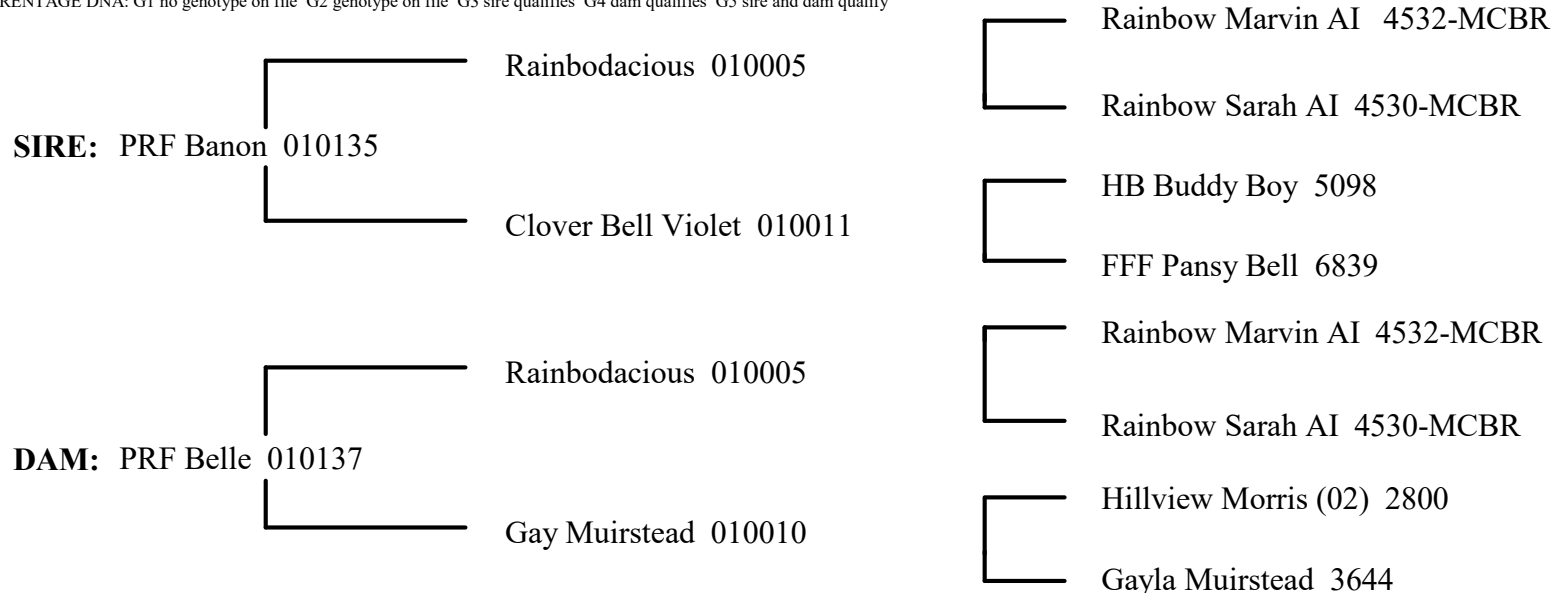 PARENTAGE DNA: G1 no genotype on file G2 genotype on file G3 sire qualifies G4 dam qualifies G5 sire and dam qualify
Rainbow Marvin AI 4532-MCBR
Rainbodacious 010005
Rainbow Sarah AI 4530-MCBR
SIRE: PRF Banon 010135
HB Buddy Boy 5098
Clover Bell Violet 010011
FFF Pansy Bell 6839
Rainbow Marvin AI 4532-MCBR
Rainbodacious 010005
Rainbow Sarah AI 4530-MCBR
DAM: PRF Belle 010137
Hillview Morris (02) 2800
Gay Muirstead 010010
Gayla Muirstead 3644